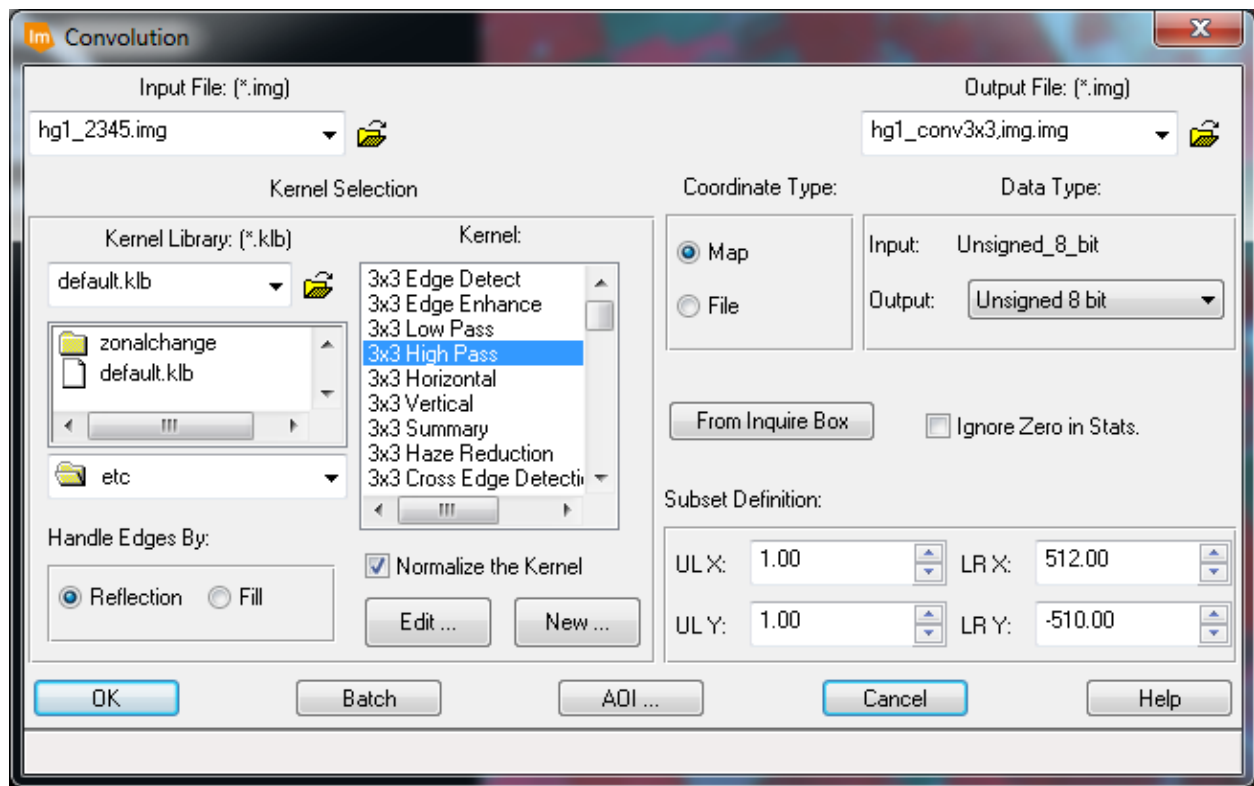 Im Convolution
Input File: (*.img)
Output File: (*.img)
hg1_2345.img
hg1_conv3x3,img.img
Kernel Selection
Coordinate Type:
Data Type:
Kernel Library: (*.klb)
Kernel:
default.klb
zonalchange
default.klb
etc
3x3 Edge Detect
3x3 Edge Enhance
3x3 Low Pass
3x3 High Pass
3x3 Horizontal
3x3 Vertical
3x3 Summary
3x3 Haze Reduction
3x3 Cross Edge Detecti
Map
File
Input: Unsigned_8_bit
Output: Unsigned 8 bit
From Inquire Box
Ignore Zero in Stats.
Handle Edges By:
Reflection Fill
Normalize the Kernel
Edit ... New ...
Subset Definition:
UL X: 1.00 LR X: 512.00
UL Y: 1.00 LR Y: -510.00
OK Batch AOI ... Cancel Help